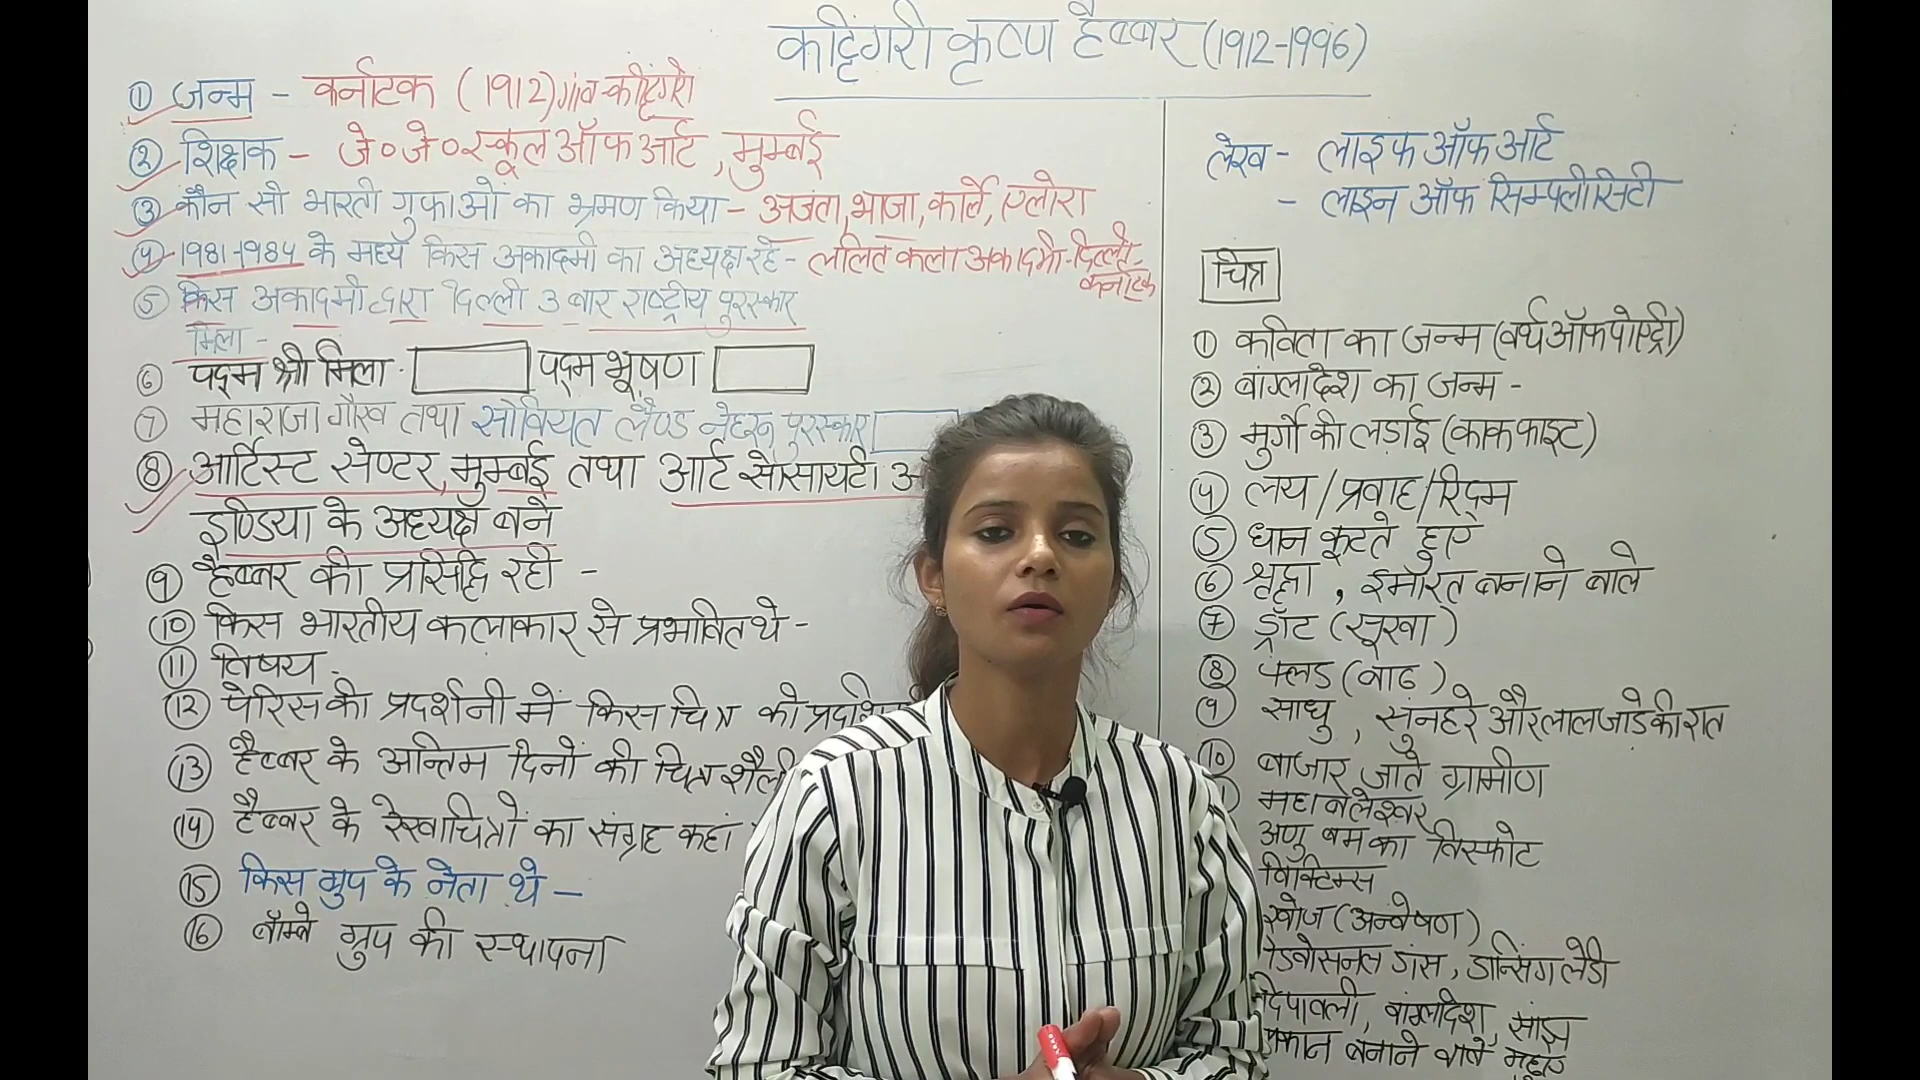 कट्टिंगरी कृष्ण हैब्बर (1912-1996)
① जन्म - कर्नाटक (1912) गांव-कट्टिंगरी
② शिक्षक - जे०जे०स्कूल ऑफ आर्ट, मुम्बई
③ कौन सी भारती गुफाओं का भ्रमण किया - अजंता, भाजा, कार्ले, एलोरा
④ 1981-1984 के मध्य किस अकादमी का अध्यक्ष रहे - ललित कला अकादमी-दिल्ली-
कर्नाटक
⑤ किस अकादमी द्वारा दिल्ली 3 बार राष्ट्रीय पुरस्कार
मिला -
⑥ पद्म श्री मिला पद्म भूषण
⑦ महाराजा गौरव तथा सोवियत लैण्ड नेहरू पुरस्कार
⑧ आर्टिस्ट सेण्टर, मुम्बई तथा आर्ट सोसायटी
इण्डिया के अध्यक्ष बने
⑨ हैब्बर की प्रसिद्धि रही -
⑩ किस भारतीय कलाकार से प्रभावित थे -
⑪ विषय -
⑫ पेरिस की प्रदर्शनी में किस चित्र को
⑬ हैब्बर के अन्तिम दिनों की चित्र शैली
⑭ हैब्बर के रेखाचित्रों का संग्रह कहां
⑮ किस ग्रुप के नेता थे -
⑯ बॉम्बे ग्रुप की स्थापना
लेख - लाइफ ऑफ आर्ट
- लाइन ऑफ सिम्पलीसिटी
चित्र
① कविता का जन्म (वर्थ ऑफ पोएट्री)
② बांग्लादेश का जन्म -
③ मुर्गो की लड़ाई (काक फाइट)
④ लय/प्रवाह/रिद्म
⑤ धान कूटते हुए
⑥ श्रृद्धा, इमारत बनाने वाले
⑦ ड्रॉट (सूखा)
⑧ फ्लड (बाढ़)
⑨ साधु, सुनहरे और लाल जोड़े की रात
⑩ बाजार जाते ग्रामीण
महाबलेश्वर
अणु बम का विस्फोट
विक्टिम्स
खोज (अन्वेषण)
डांस, डान्सिंग लेडी
दिपावली, बांग्लादेश, सांझ
मकान बनाने वाले